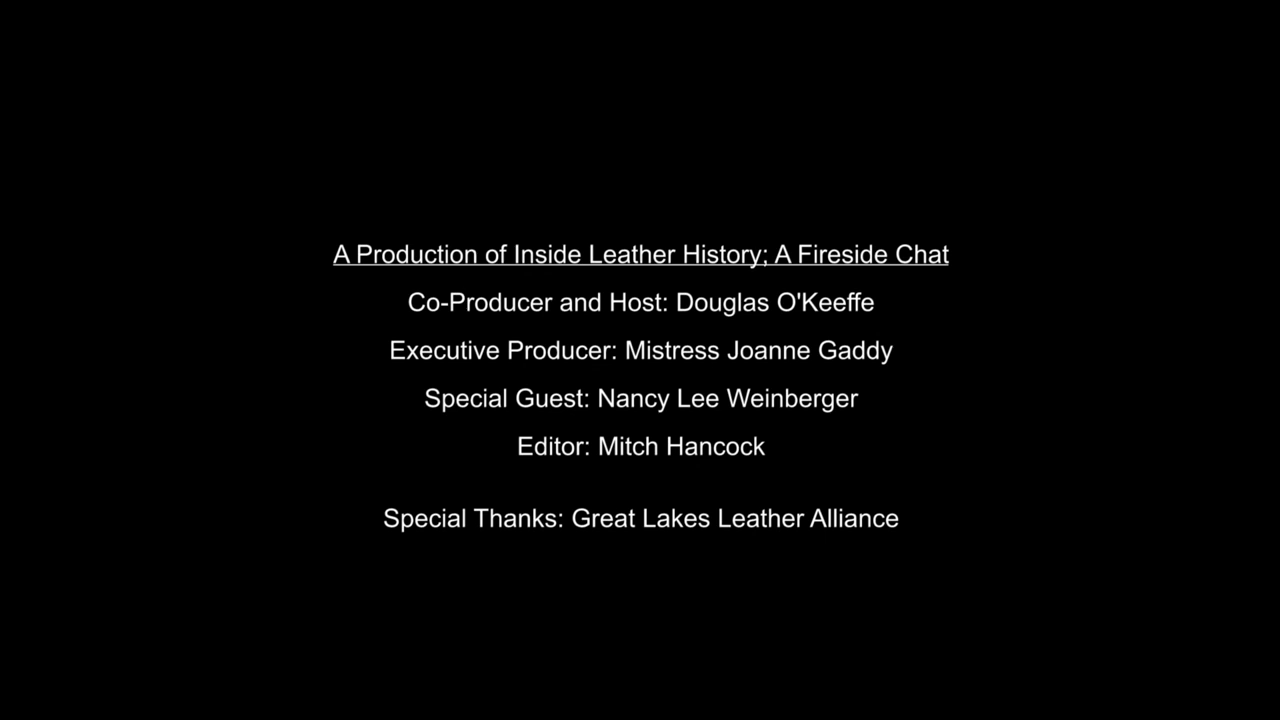 A Production of Inside Leather History; A Fireside Chat
Co-Producer and Host: Douglas O'Keeffe
Executive Producer: Mistress Joanne Gaddy
Special Guest: Nancy Lee Weinberger
Editor: Mitch Hancock
Special Thanks: Great Lakes Leather Alliance